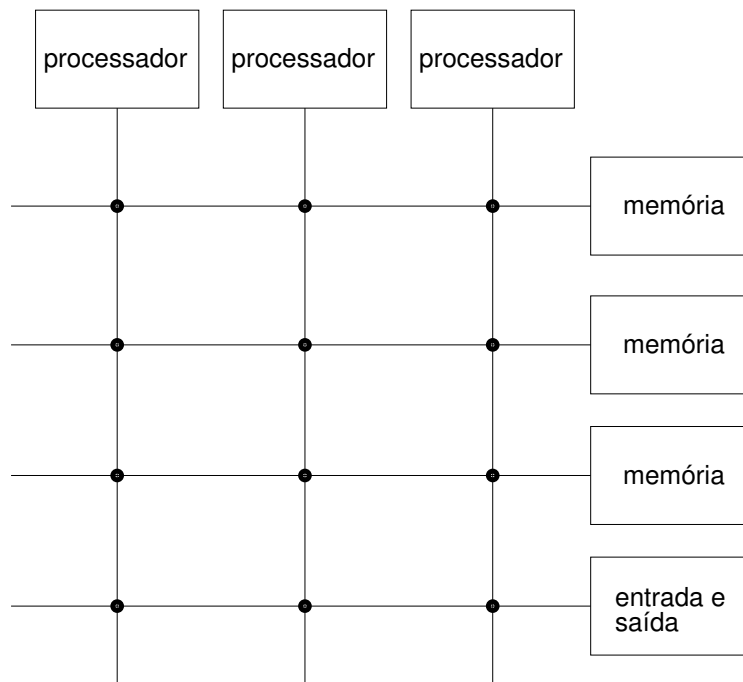 processador processador processador
memória
memória
memória
entrada e
saída